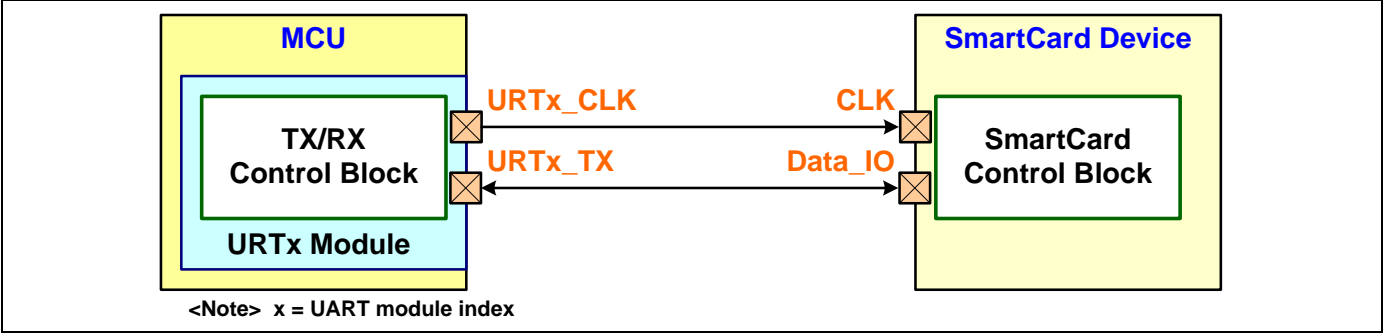 MCU
SmartCard Device
URTx_CLK
CLK
TX/RX
Control Block
SmartCard
Control Block
URTx_TX
Data_IO
URTx Module
<Note> x = UART module index